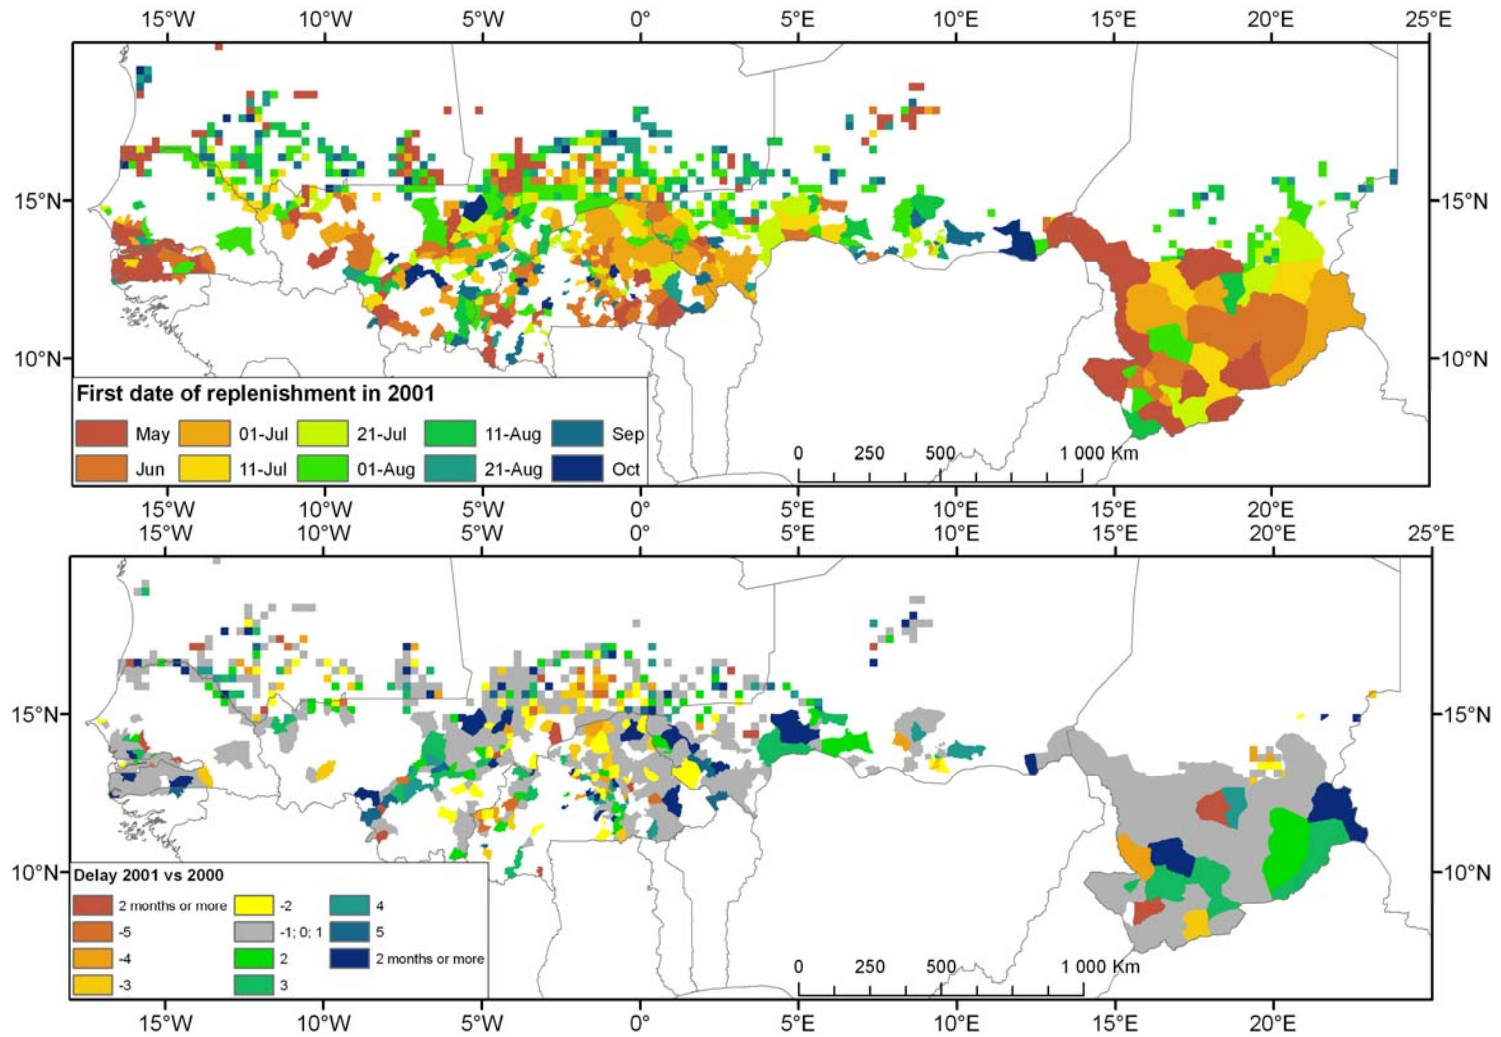 15°W 10°W 5°W 0° 5°E 10°E 15°E 20°E 25°E
15°N 15°N
10°N 10°N
First date of replenishment in 2001
May 01-Jul 21-Jul 11-Aug Sep
Jun 11-Jul 01-Aug 21-Aug Oct
0 250 500 1 000 Km
15°W 10°W 5°W 0° 5°E 10°E 15°E 20°E
15°W 10°W 5°W 0° 5°E 10°E 15°E 20°E 25°E
15°N 15°N
10°N 10°N
Delay 2001 vs 2000
2 months or more -2 4
-5 -1; 0; 1 5
-4 2 2 months or more
-3 3
0 250 500 1 000 Km
15°W 10°W 5°W 0° 5°E 10°E 15°E 20°E